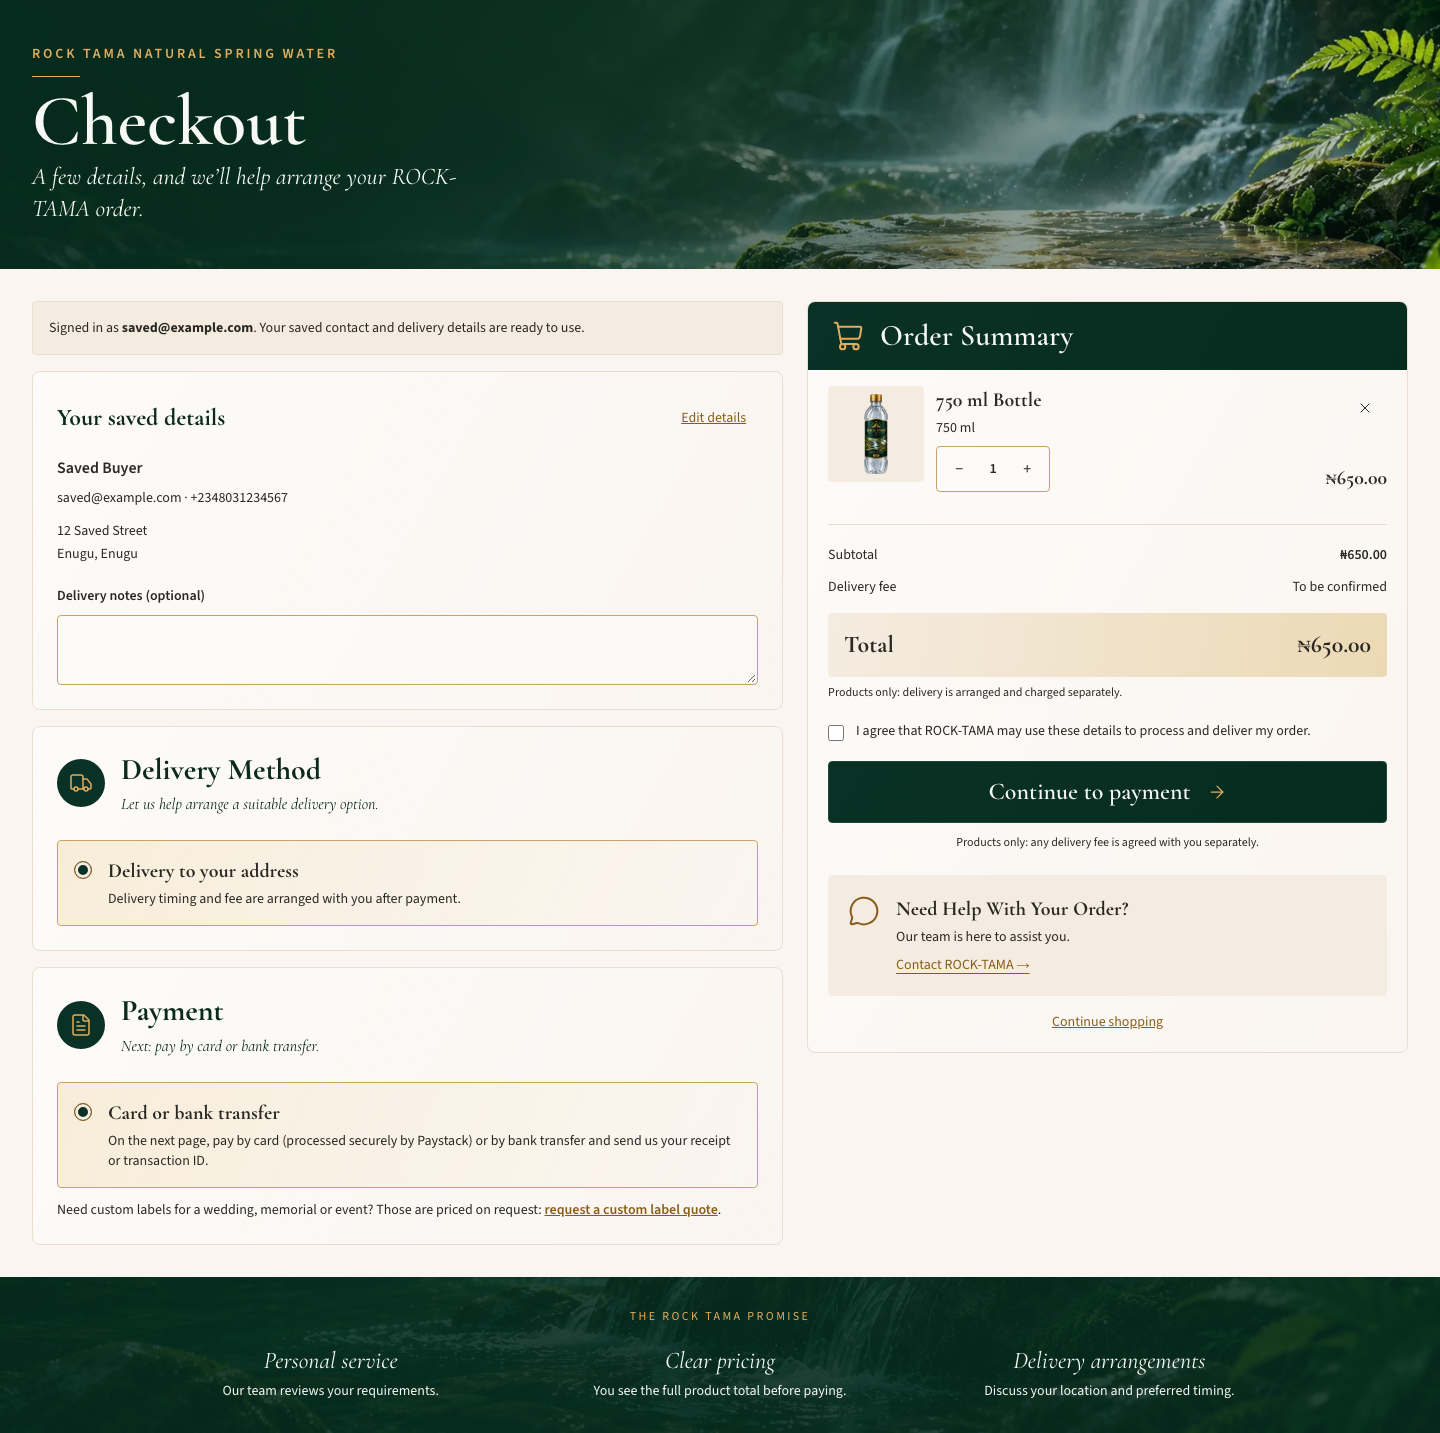 ROCK TAMA NATURAL SPRING WATER
Checkout
A few details, and we’ll help arrange your ROCK-
TAMA order.
Signed in as saved@example.com. Your saved contact and delivery details are ready to use.
Your saved details
Edit details
Saved Buyer
saved@example.com · +2348031234567
12 Saved Street
Enugu, Enugu
Delivery notes (optional)
Delivery Method
Let us help arrange a suitable delivery option.
Delivery to your address
Delivery timing and fee are arranged with you after payment.
Payment
Next: pay by card or bank transfer.
Card or bank transfer
On the next page, pay by card (processed securely by Paystack) or by bank transfer and send us your receipt
or transaction ID.
Need custom labels for a wedding, memorial or event? Those are priced on request: request a custom label quote.
Order Summary
750 ml Bottle
750 ml
− 1 +
₦650.00
Subtotal ₦650.00
Delivery fee To be confirmed
Total ₦650.00
Products only: delivery is arranged and charged separately.
I agree that ROCK-TAMA may use these details to process and deliver my order.
Continue to payment →
Products only: any delivery fee is agreed with you separately.
Need Help With Your Order?
Our team is here to assist you.
Contact ROCK-TAMA →
Continue shopping
THE ROCK TAMA PROMISE
Personal service
Our team reviews your requirements.
Clear pricing
You see the full product total before paying.
Delivery arrangements
Discuss your location and preferred timing.